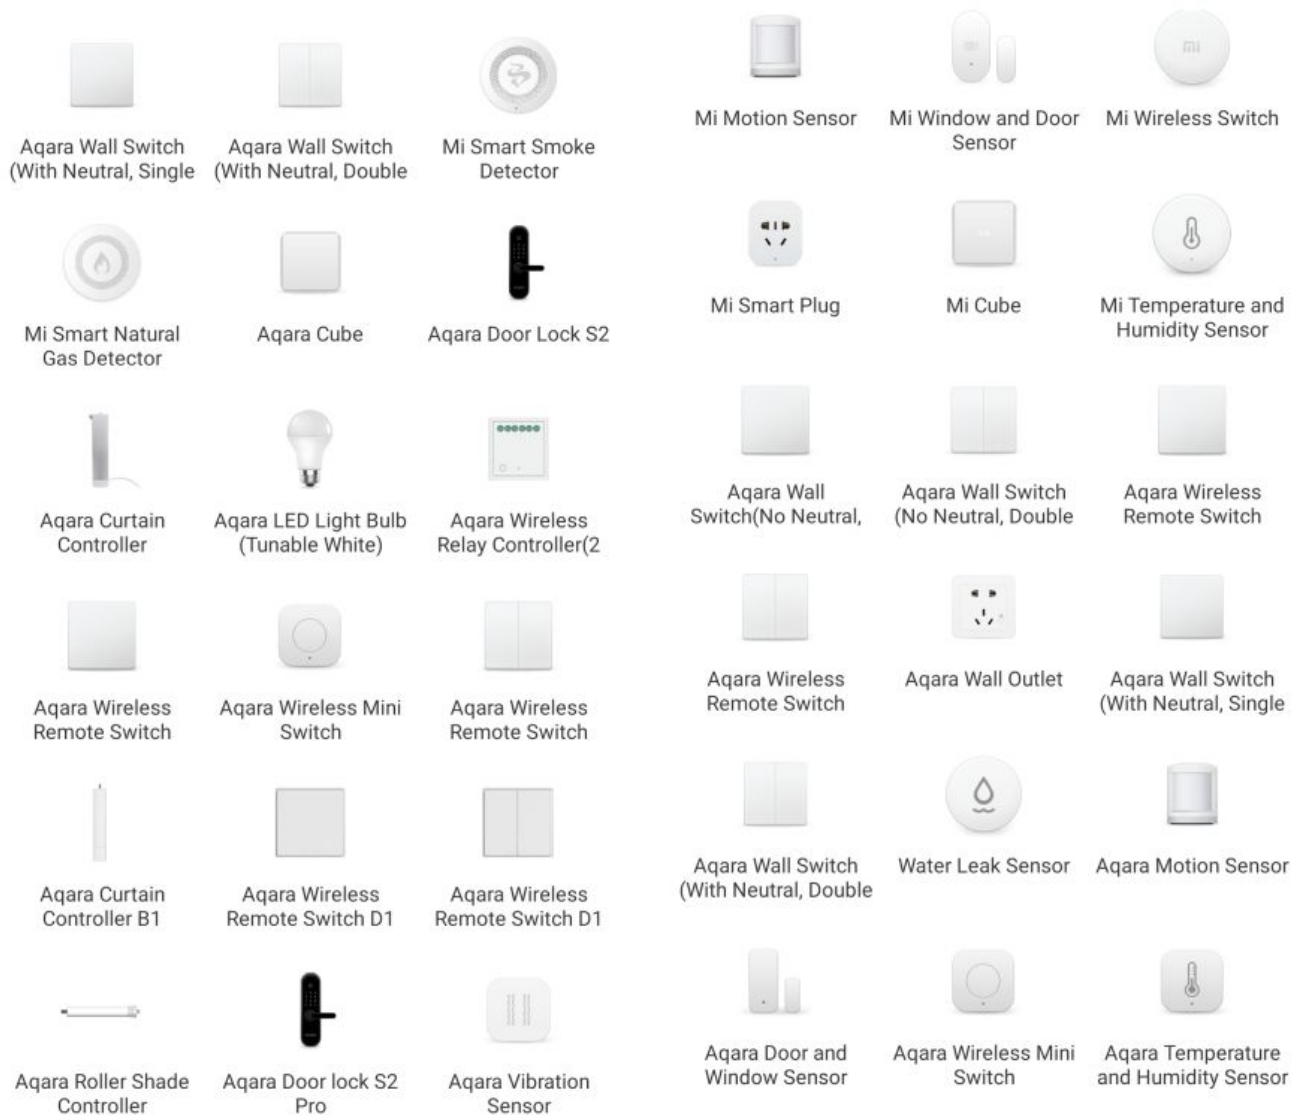 Aqara Wall Switch
(With Neutral, Single
Aqara Wall Switch
(With Neutral, Double
Mi Smart Smoke
Detector
Mi Smart Natural
Gas Detector
Aqara Cube
Aqara Door Lock S2
Aqara Curtain
Controller
Aqara LED Light Bulb
(Tunable White)
Aqara Wireless
Relay Controller(2
Aqara Wireless
Remote Switch
Aqara Wireless Mini
Switch
Aqara Wireless
Remote Switch
Aqara Curtain
Controller B1
Aqara Wireless
Remote Switch D1
Aqara Wireless
Remote Switch D1
Aqara Roller Shade
Controller
Aqara Door lock S2
Pro
Aqara Vibration
Sensor
Mi Motion Sensor
Mi Window and Door
Sensor
Mi Wireless Switch
Mi Smart Plug
Mi Cube
Mi Temperature and
Humidity Sensor
Aqara Wall
Switch(No Neutral,
Aqara Wall Switch
(No Neutral, Double
Aqara Wireless
Remote Switch
Aqara Wireless
Remote Switch
Aqara Wall Outlet
Aqara Wall Switch
(With Neutral, Single
Aqara Wall Switch
(With Neutral, Double
Water Leak Sensor
Aqara Motion Sensor
Aqara Door and
Window Sensor
Aqara Wireless Mini
Switch
Aqara Temperature
and Humidity Sensor